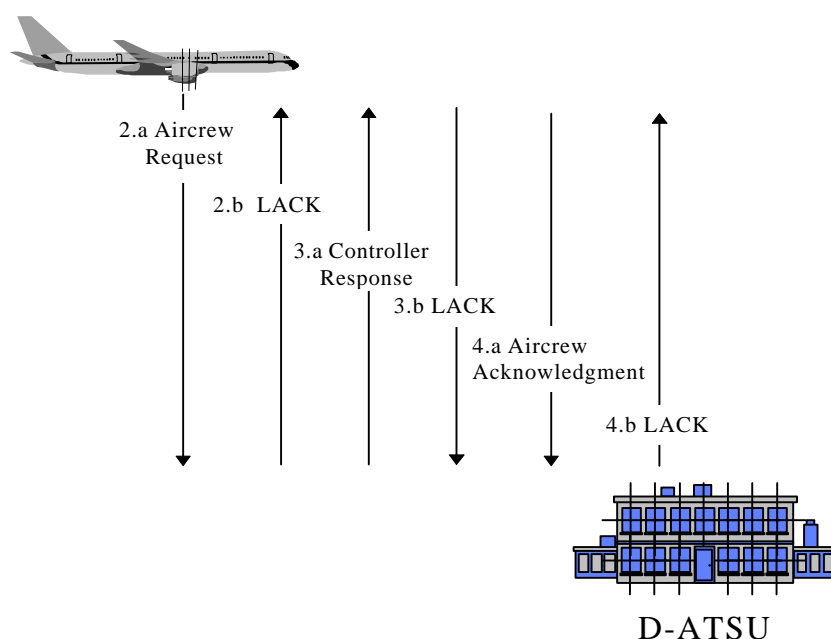 2.a Aircrew
Request
2.b LACK
3.a Controller
Response
3.b LACK
4.a Aircrew
Acknowledgment
4.b LACK
D-ATSU